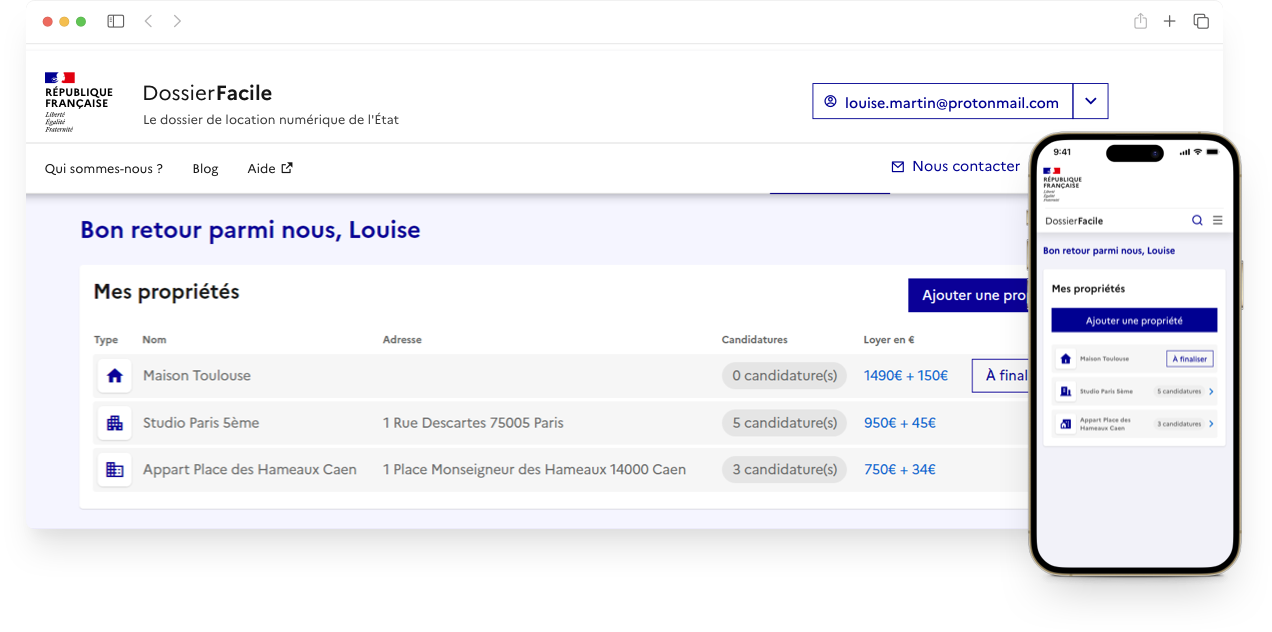 RÉPUBLIQUE
FRANÇAISE
Liberté
Égalité
Fraternité
DossierFacile
Le dossier de location numérique de l'État
louise.martin@protonmail.com
Qui sommes-nous ?
Blog
Aide
Nous contacter
Bon retour parmi nous, Louise
Mes propriétés
Ajouter une pro
Type Nom Adresse Candidatures Loyer en €
Maison Toulouse 0 candidature(s) 1490€ + 150€ À final
Studio Paris 5ème 1 Rue Descartes 75005 Paris 5 candidature(s) 950€ + 45€
Appart Place des Hameaux Caen 1 Place Monseigneur des Hameaux 14000 Caen 3 candidature(s) 750€ + 34€
9:41
RÉPUBLIQUE
FRANÇAISE
Liberté
Égalité
Fraternité
DossierFacile
Bon retour parmi nous, Louise
Mes propriétés
Ajouter une propriété
Maison Toulouse À finaliser
Studio Paris 5ème 5 candidatures
Appart Place des
Hameaux Caen 3 candidatures